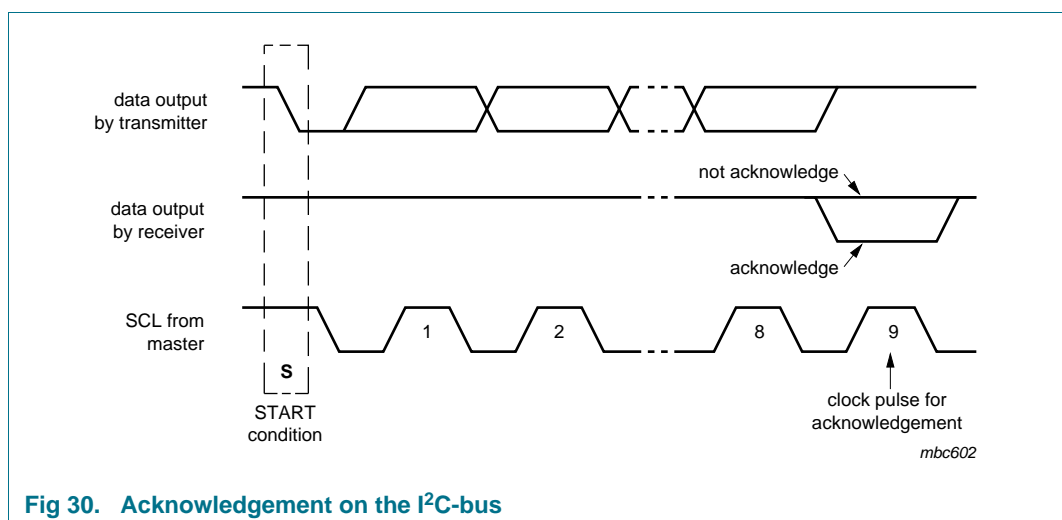 data output
by transmitter
not acknowledge
data output
by receiver
acknowledge
SCL from
master
1
2
8
9
S
START
condition
clock pulse for
acknowledgement
mbc602
Fig 30. Acknowledgement on the I²C-bus